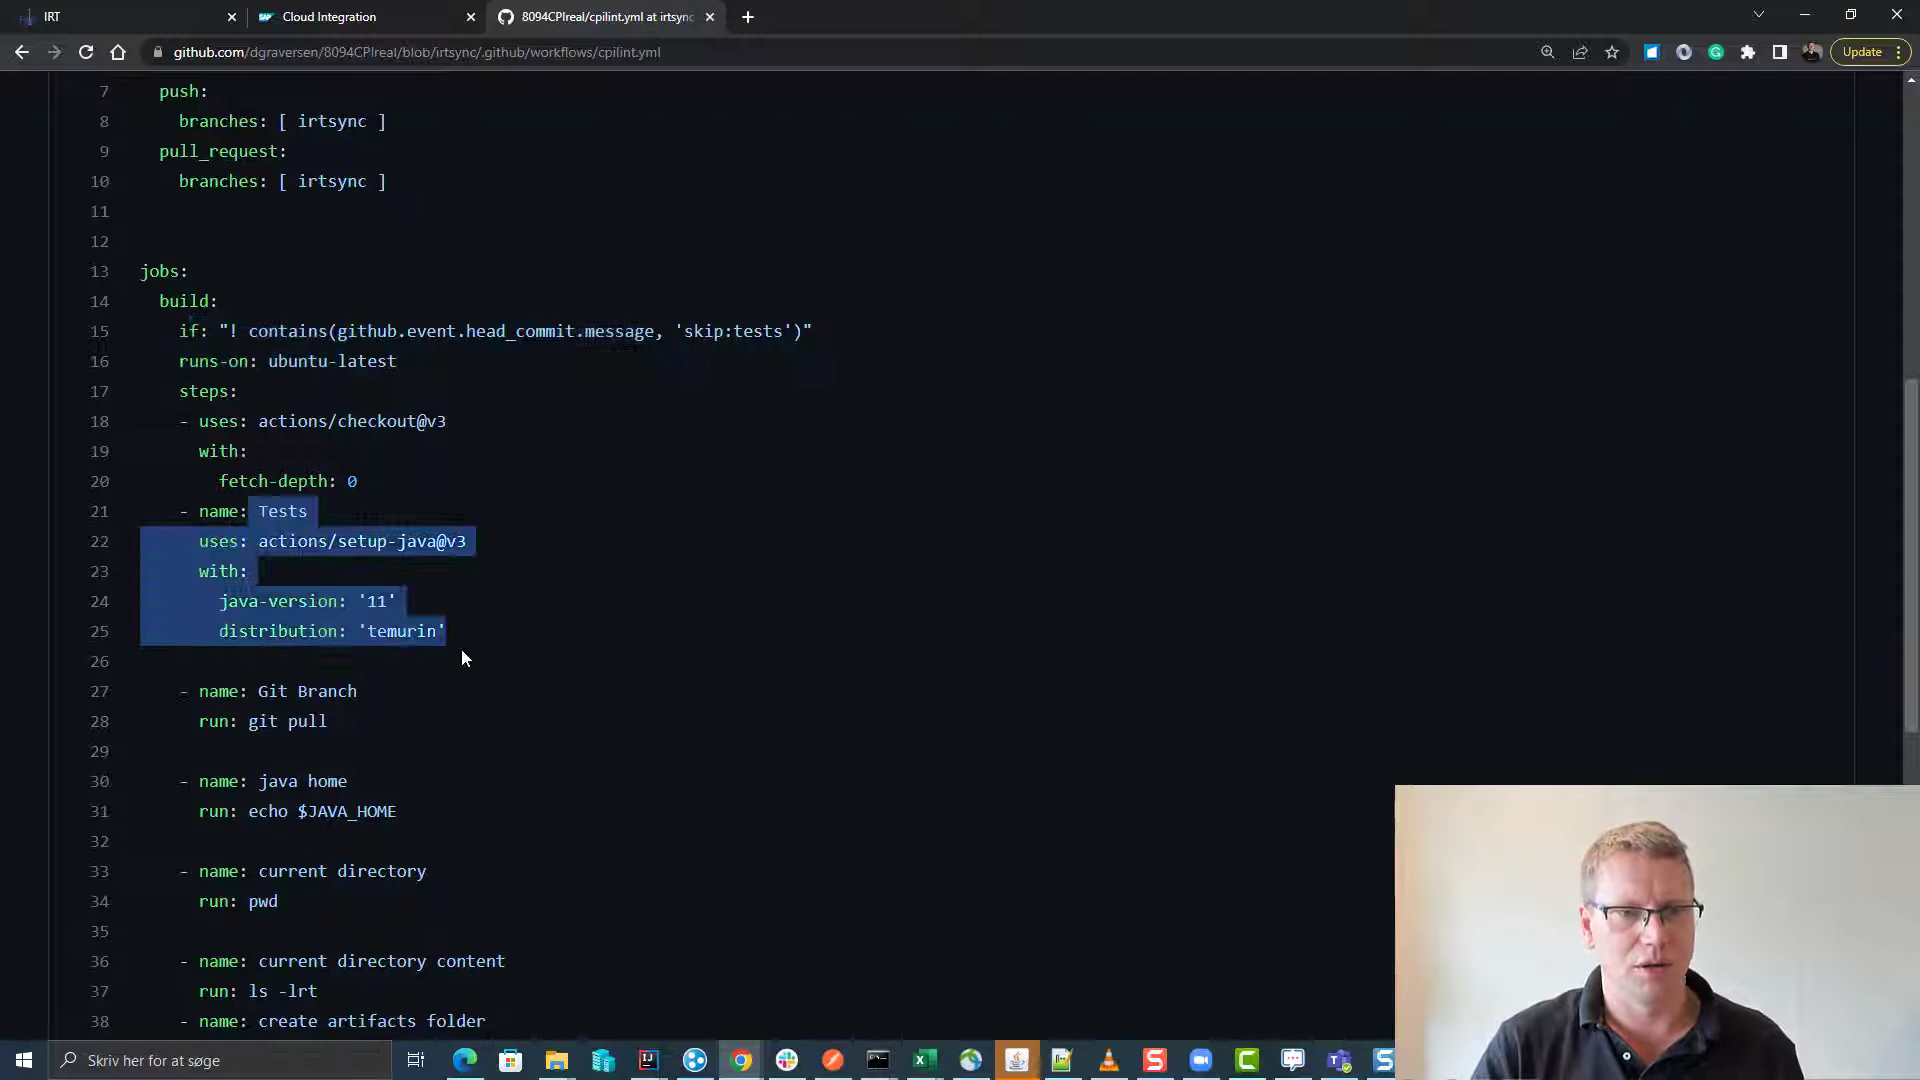 IRT
Cloud Integration
8094CPIreal/cpilint.yml at irtsync
github.com/dgraversen/8094CPIreal/blob/irtsync/.github/workflows/cpilint.yml
Update
7 push:
8 branches: [ irtsync ]
9 pull_request:
10 branches: [ irtsync ]
11
12
13 jobs:
14 build:
15 if: "! contains(github.event.head_commit.message, 'skip:tests')"
16 runs-on: ubuntu-latest
17 steps:
18 - uses: actions/checkout@v3
19 with:
20 fetch-depth: 0
21 - name: Tests
22 uses: actions/setup-java@v3
23 with:
24 java-version: '11'
25 distribution: 'temurin'
26
27 - name: Git Branch
28 run: git pull
29
30 - name: java home
31 run: echo $JAVA_HOME
32
33 - name: current directory
34 run: pwd
35
36 - name: current directory content
37 run: ls -lrt
38 - name: create artifacts folder
Skriv her for at søge